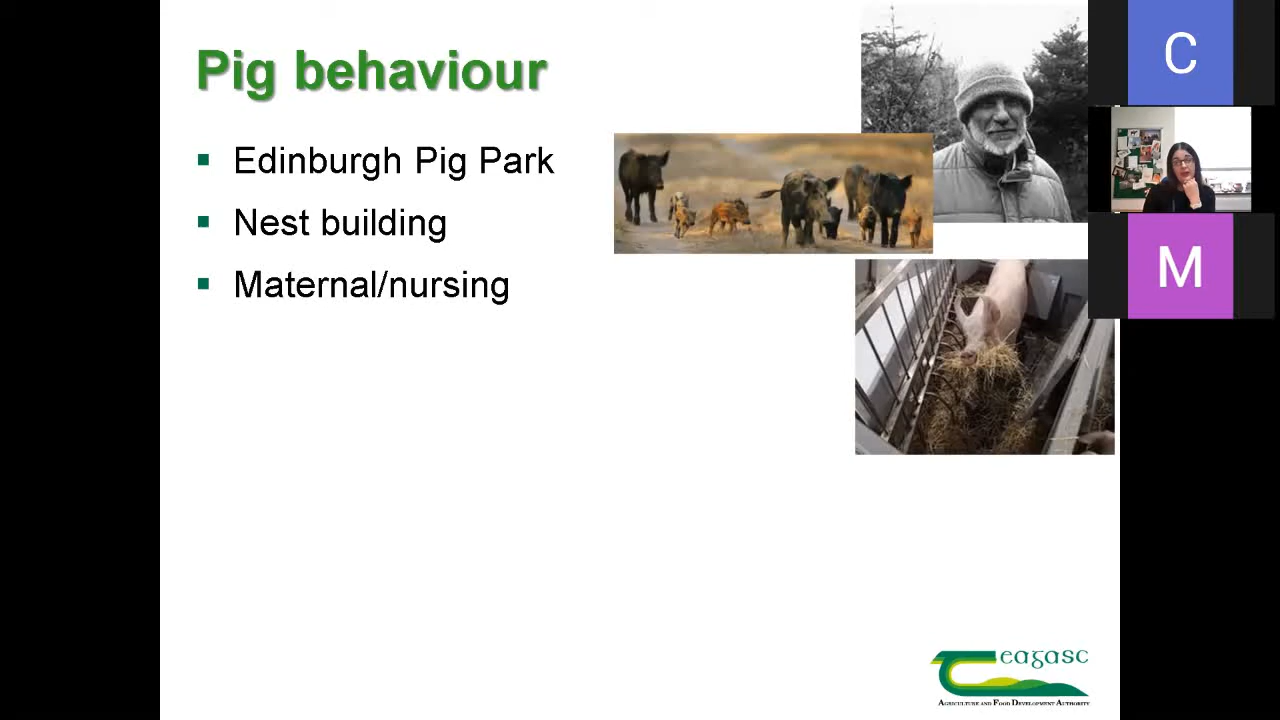 Pig behaviour
Edinburgh Pig Park
Nest building
Maternal/nursing
C
M
Teagasc
AGRICULTURE AND FOOD DEVELOPMENT AUTHORITY